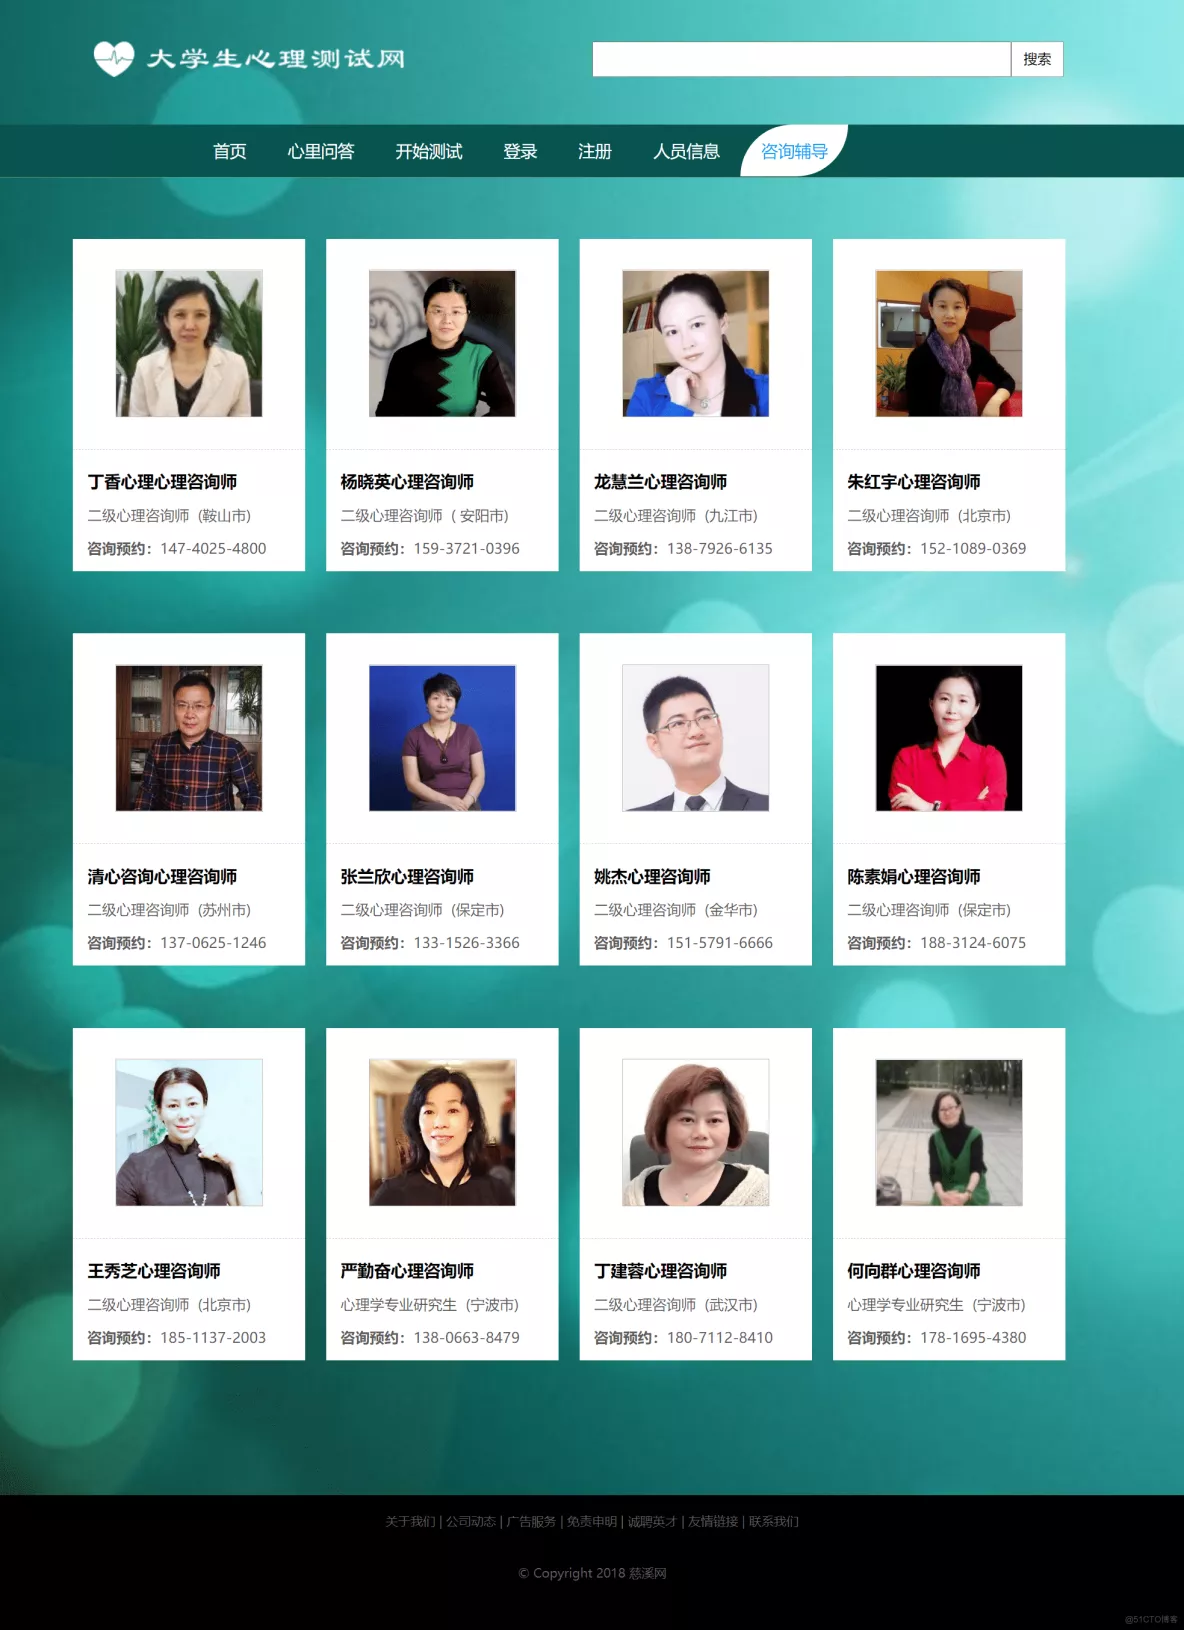 大学生心理测试网
搜索
首页 心里问答 开始测试 登录 注册 人员信息 咨询辅导
丁香心理心理咨询师
二级心理咨询师（鞍山市）
咨询预约：147-4025-4800
杨晓英心理咨询师
二级心理咨询师（ 安阳市）
咨询预约：159-3721-0396
龙慧兰心理咨询师
二级心理咨询师（九江市）
咨询预约：138-7926-6135
朱红宇心理咨询师
二级心理咨询师（北京市）
咨询预约：152-1089-0369
清心咨询心理咨询师
二级心理咨询师（苏州市）
咨询预约：137-0625-1246
张兰欣心理咨询师
二级心理咨询师（保定市）
咨询预约：133-1526-3366
姚杰心理咨询师
二级心理咨询师（金华市）
咨询预约：151-5791-6666
陈素娟心理咨询师
二级心理咨询师（保定市）
咨询预约：188-3124-6075
王秀芝心理咨询师
二级心理咨询师（北京市）
咨询预约：185-1137-2003
严勤奋心理咨询师
心理学专业研究生（宁波市）
咨询预约：138-0663-8479
丁建蓉心理咨询师
二级心理咨询师（武汉市）
咨询预约：180-7112-8410
何向群心理咨询师
心理学专业研究生（宁波市）
咨询预约：178-1695-4380
关于我们 | 公司动态 | 广告服务 | 免责申明 | 诚聘英才 | 友情链接 | 联系我们
© Copyright 2018 慈溪网
@51CTO博客